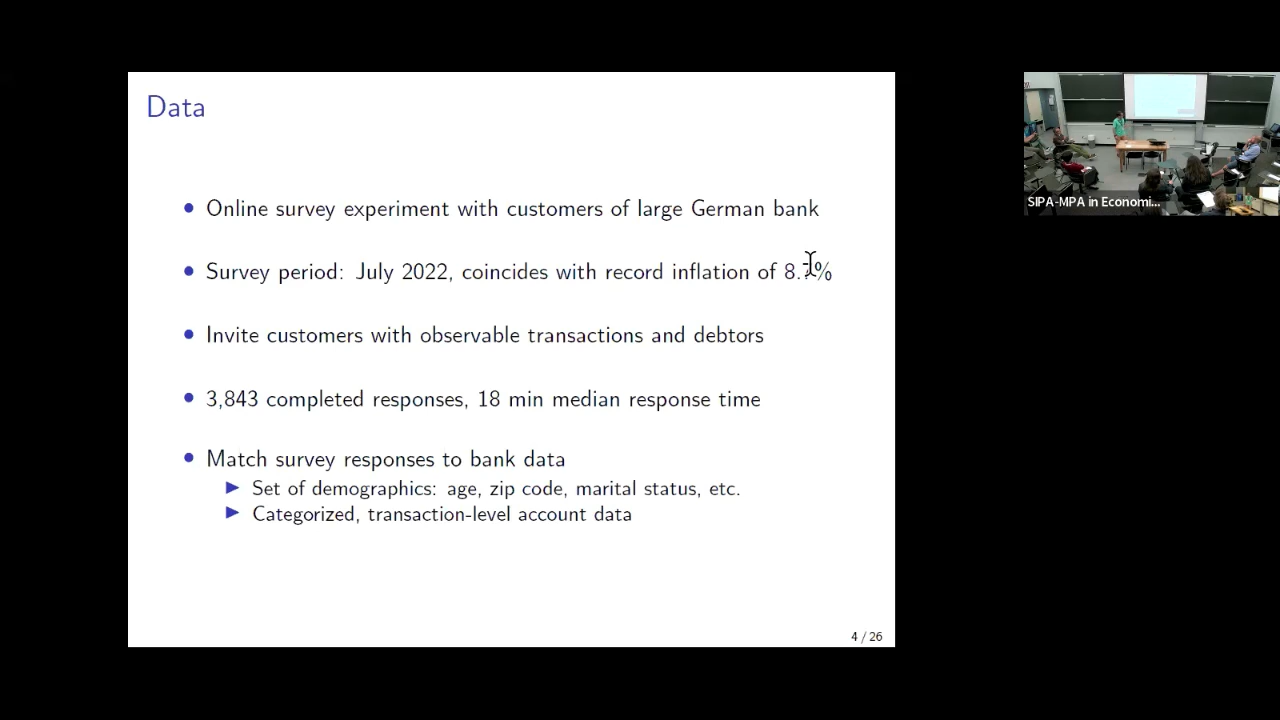 Data
Online survey experiment with customers of large German bank
Survey period: July 2022, coincides with record inflation of
Invite customers with observable transactions and debtors
3,843 completed responses, 18 min median response time
Match survey responses to bank data
Set of demographics: age, zip code, marital status, etc.
Categorized, transaction-level account data
4 / 26
SIPA-MPA in Economi...